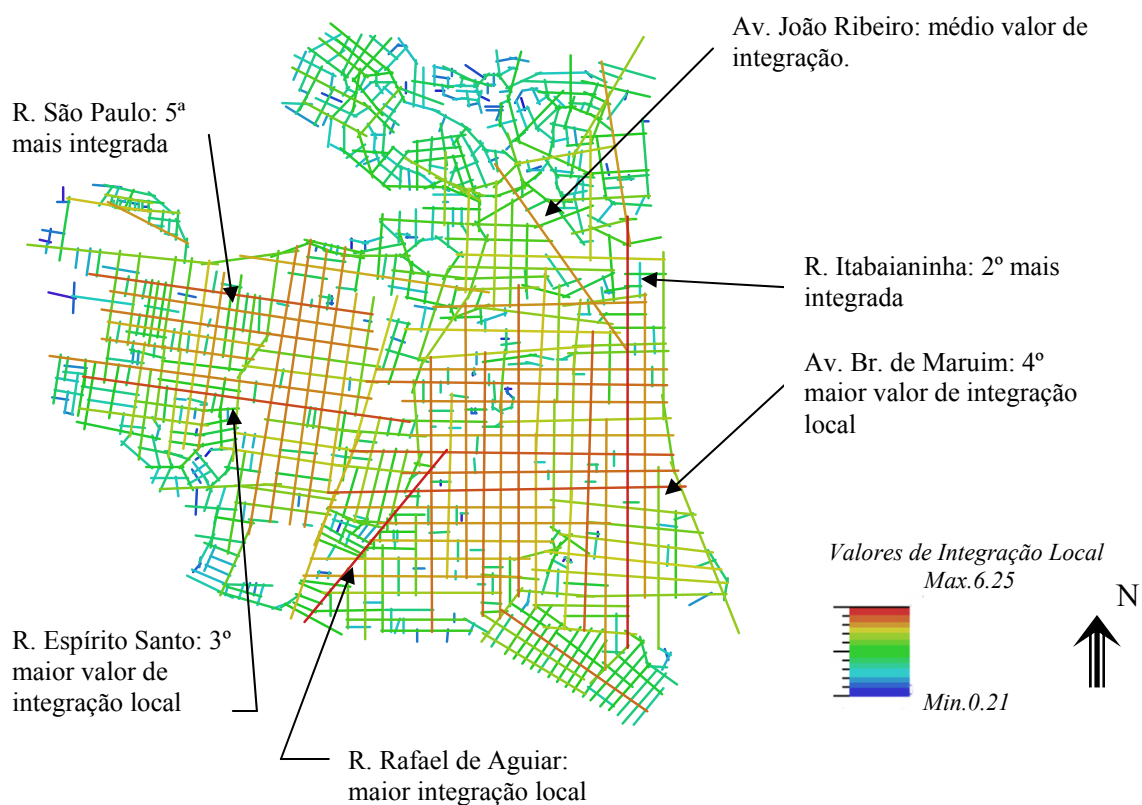 Av. João Ribeiro: médio valor de
integração.
R. São Paulo: 5ª
mais integrada
R. Itabaianinha: 2º mais
integrada
Av. Br. de Maruim: 4º
maior valor de integração
local
Valores de Integração Local
Max.6.25
N
Min.0.21
R. Espírito Santo: 3º
maior valor de
integração local
R. Rafael de Aguiar:
maior integração local